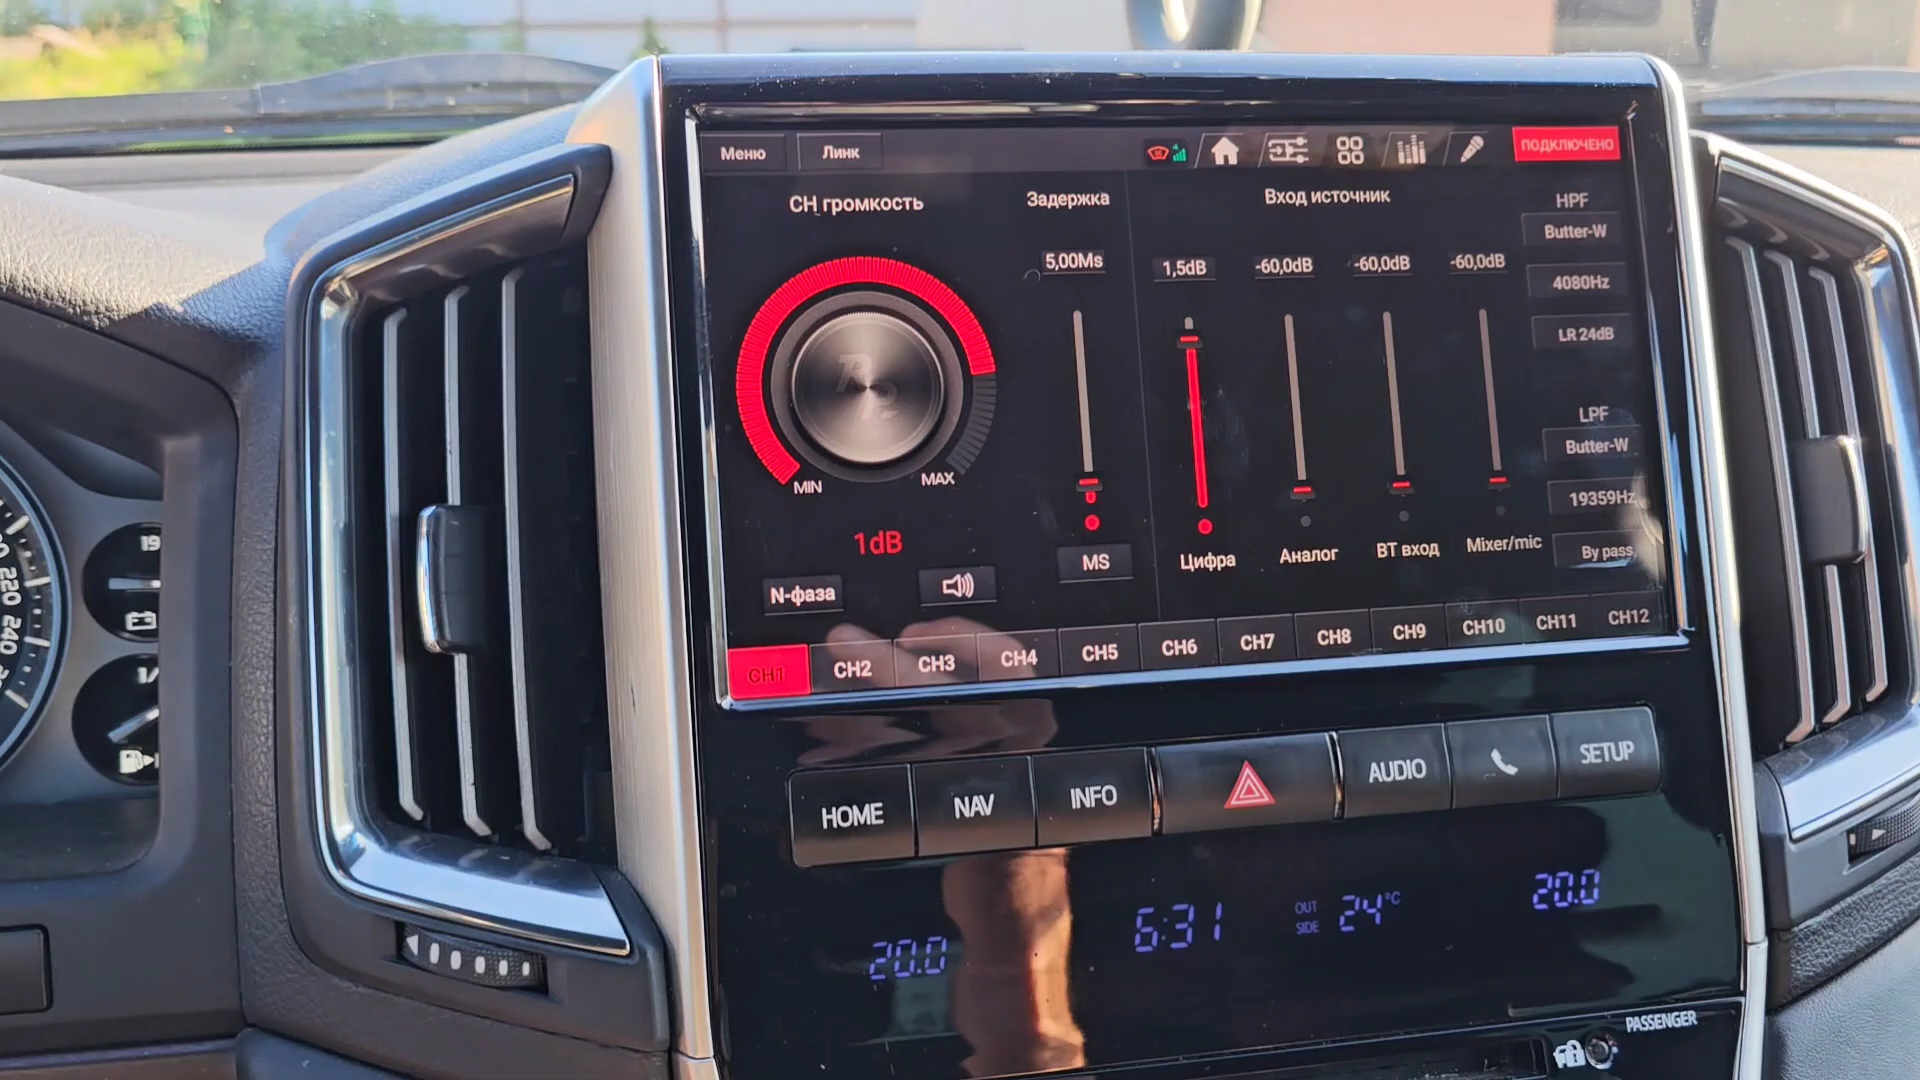 Меню
Линк
ПОДКЛЮЧЕНО
CH громкость
Задержка
Вход источник
HPF
Butter-W
5,00Ms
1,5dB
-60,0dB
-60,0dB
-60,0dB
4080Hz
LR 24dB
LPF
Butter-W
MIN
MAX
19359Hz
1dB
MS
Цифра
Аналог
BT вход
Mixer/mic
By pass
N-фаза
CH1
CH2
CH3
CH4
CH5
CH6
CH7
CH8
CH9
CH10
CH11
CH12
HOME
NAV
INFO
AUDIO
SETUP
20.0
6:31
OUT
SIDE
24°C
20.0
PASSENGER
220
240